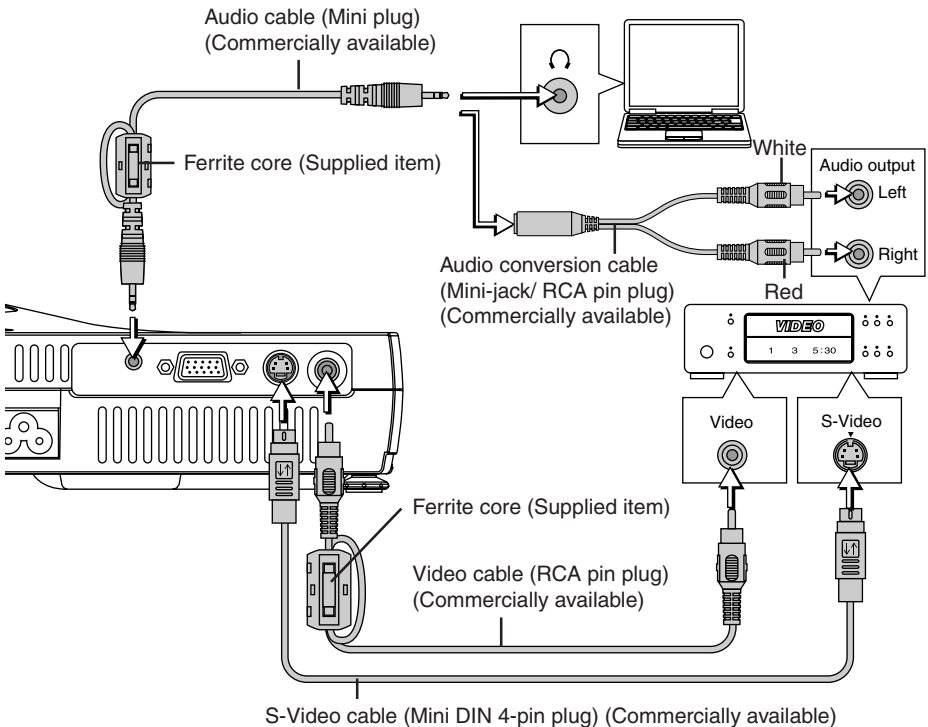 Audio cable (Mini plug)
(Commercially available)
Ferrite core (Supplied item)
White
Audio output
Left
Right
Audio conversion cable
(Mini-jack/ RCA pin plug)
(Commercially available)
Red
VIDEO
1 3 5:30
Video
S-Video
Ferrite core (Supplied item)
Video cable (RCA pin plug)
(Commercially available)
S-Video cable (Mini DIN 4-pin plug) (Commercially available)